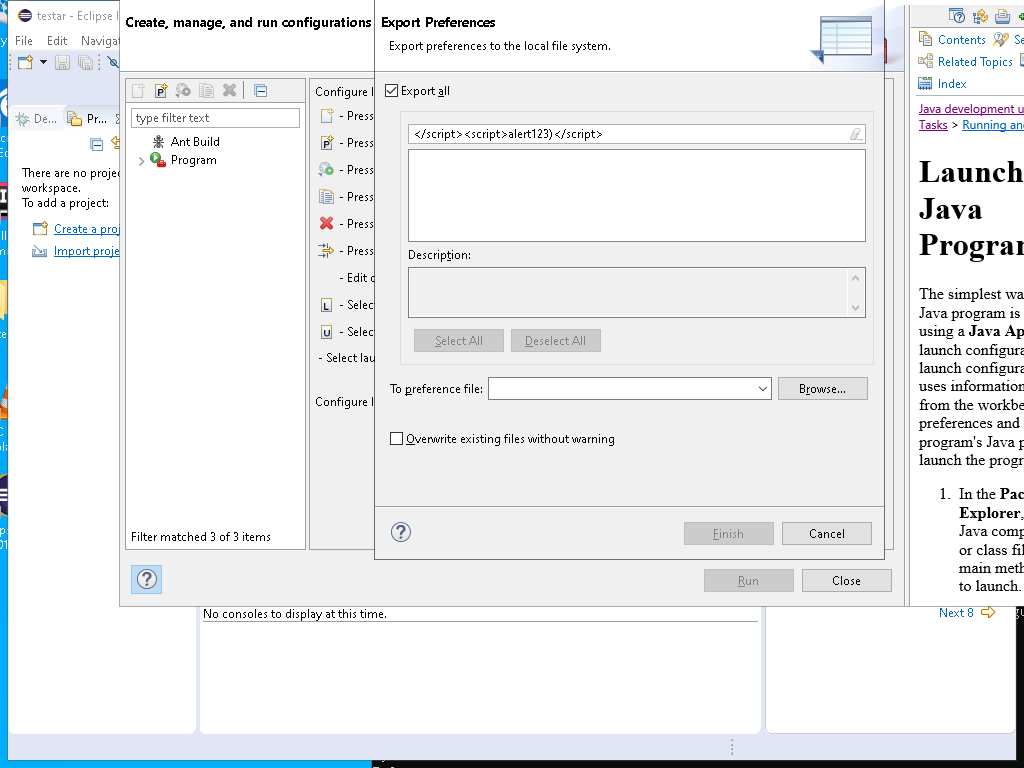 testar - Eclipse I
File Edit Navigat
De...
Pr...
There are no projec
workspace.
To add a project:
Create a proj
Import proje
Create, manage, and run configurations
type filter text
Ant Build
Program
Filter matched 3 of 3 items
Configure l
- Press
- Press
- Press
- Press
- Press
- Press
- Edit o
- Selec
- Selec
- Select lau
Configure l
Run
Close
Export Preferences
Export preferences to the local file system.
Export all
</script><script>alert123)</script>
Description:
Select All
Deselect All
To preference file:
Browse...
Overwrite existing files without warning
Finish
Cancel
No consoles to display at this time.
Contents
Se
Related Topics
Index
Java development u
Tasks > Running and
Launch
Java
Program
The simplest wa
Java program is
using a Java Ap
launch configura
launch configura
uses information
from the workbe
preferences and
program's Java p
launch the progr
1. In the Pac
Explorer,
Java comp
or class fil
main meth
to launch.
Next 8